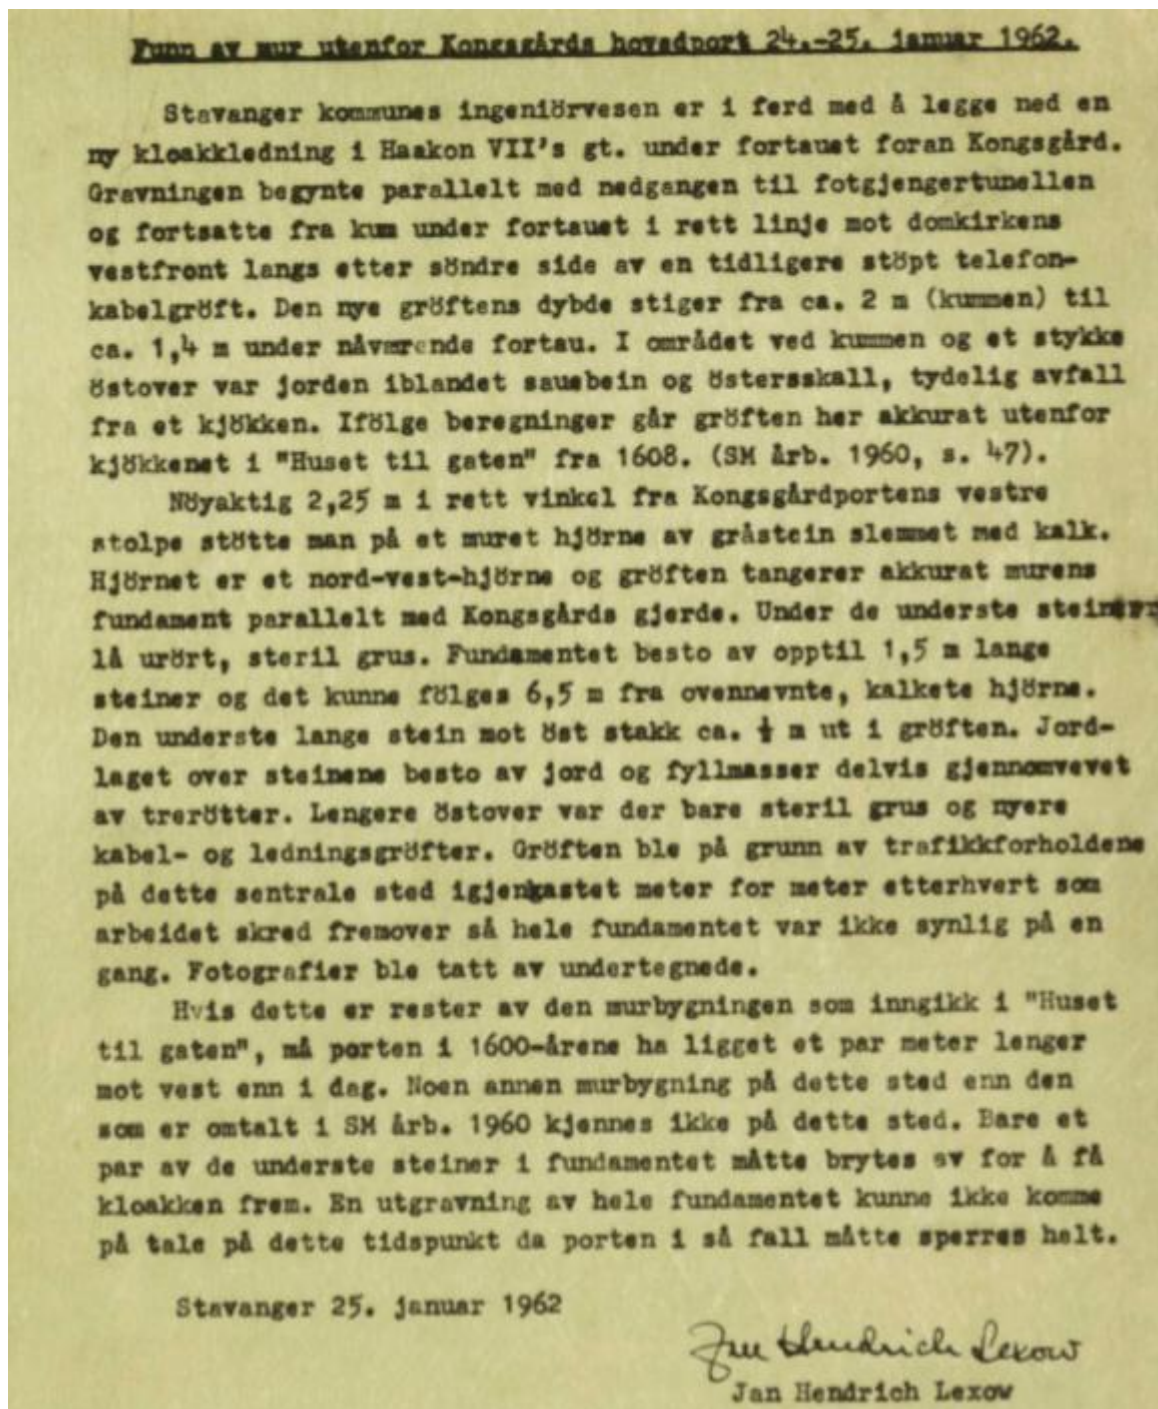 Funn av mur utenfor Kongsgårds hovedport 24.-25. januar 1962.
Stavanger kommunes ingeniörvesen er i ferd med å legge ned en
ny kloakkledning i Haakon VII's gt. under fortauet foran Kongsgård.
Gravningen begynte parallelt med nedgangen til fotgjengertunellen
og fortsatte fra kum under fortauet i rett linje mot domkirkens
vestfront langs etter söndre side av en tidligere stöpt telefon-
kabelgröft. Den nye gröftens dybde stiger fra ca. 2 m (kummen) til
ca. 1,4 m under nåværende fortau. I området ved kummen og et stykke
östover var jorden iblandet sauebein og östersskall, tydelig avfall
fra et kjökken. Ifölge beregninger går gröften her akkurat utenfor
kjökkenet i "Huset til gaten" fra 1608. (SM årb. 1960, s. 47).
Nöyaktig 2,25 m i rett vinkel fra Kongsgårdportens vestre
stolpe stötte man på et muret hjörne av gråstein slemmet med kalk.
Hjörnet er et nord-vest-hjörne og gröften tangerer akkurat murens
fundament parallelt med Kongsgårds gjerde. Under de underste steinene
lå urört, steril grus. Fundamentet besto av opptil 1,5 m lange
steiner og det kunne fölges 6,5 m fra ovennevnte, kalkete hjörne.
Den underste lange stein mot öst stakk ca. ½ m ut i gröften. Jord-
laget over steinene besto av jord og fyllmasser delvis gjennomvevet
av trerötter. Lengere östover var der bare steril grus og nyere
kabel- og ledningsgröfter. Gröften ble på grunn av trafikkforholdene
på dette sentrale sted igjenkastet meter for meter etterhvert som
arbeidet skred fremover så hele fundamentet var ikke synlig på en
gang. Fotografier ble tatt av undertegnede.
Hvis dette er rester av den murbygningen som inngikk i "Huset
til gaten", må porten i 1600-årene ha ligget et par meter lenger
mot vest enn i dag. Noen annen murbygning på dette sted enn den
som er omtalt i SM årb. 1960 kjennes ikke på dette sted. Bare et
par av de underste steiner i fundamentet måtte brytes av for å få
kloakken frem. En utgravning av hele fundamentet kunne ikke komme
på tale på dette tidspunkt da porten i så fall måtte sperres helt.
Stavanger 25. januar 1962
Jan Hendrich Lexow
Jan Hendrich Lexow